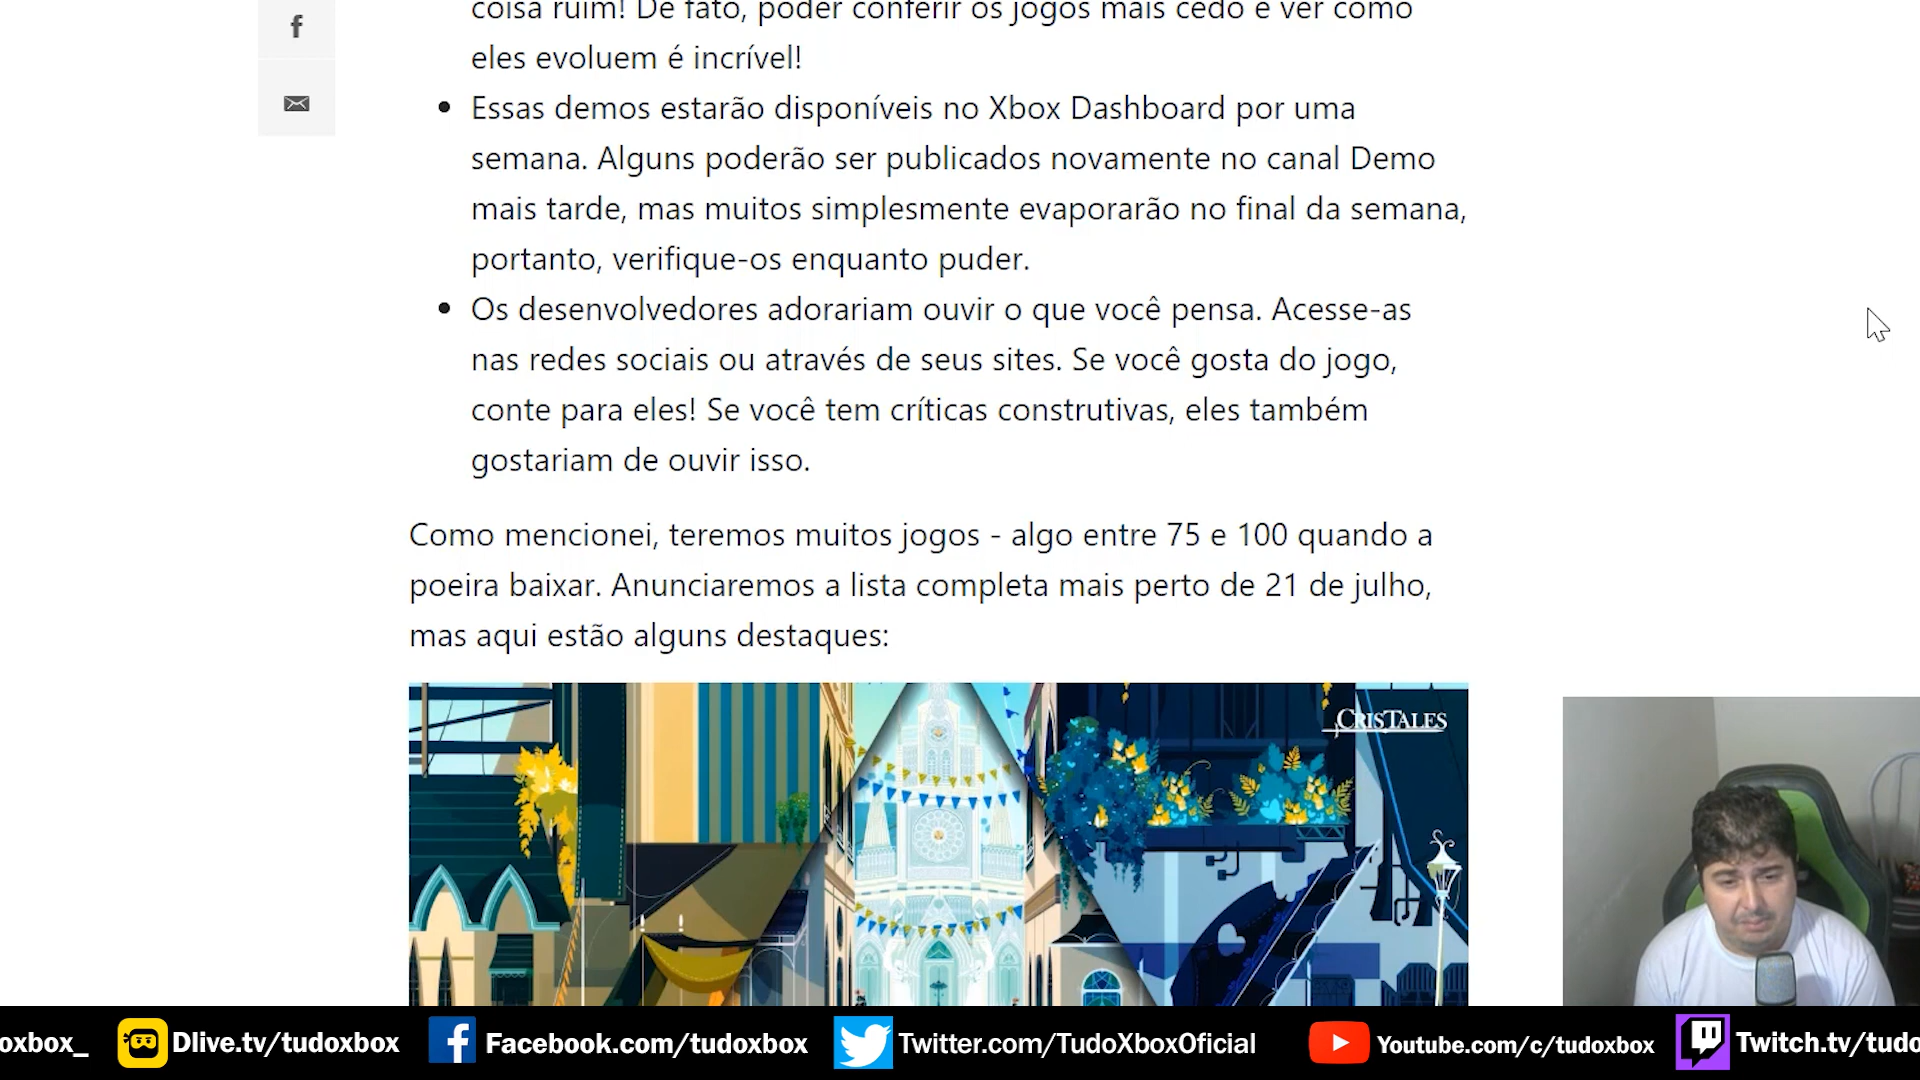 coisa ruim! De fato, poder conferir os jogos mais cedo e ver como
eles evoluem é incrível!
Essas demos estarão disponíveis no Xbox Dashboard por uma
semana. Alguns poderão ser publicados novamente no canal Demo
mais tarde, mas muitos simplesmente evaporarão no final da semana,
portanto, verifique-os enquanto puder.
Os desenvolvedores adorariam ouvir o que você pensa. Acesse-as
nas redes sociais ou através de seus sites. Se você gosta do jogo,
conte para eles! Se você tem críticas construtivas, eles também
gostariam de ouvir isso.
Como mencionei, teremos muitos jogos - algo entre 75 e 100 quando a
poeira baixar. Anunciaremos a lista completa mais perto de 21 de julho,
mas aqui estão alguns destaques:
CRISTALES
oxbox_ Dlive.tv/tudoxbox Facebook.com/tudoxbox Twitter.com/TudoXboxOficial Youtube.com/c/tudoxbox Twitch.tv/tudo